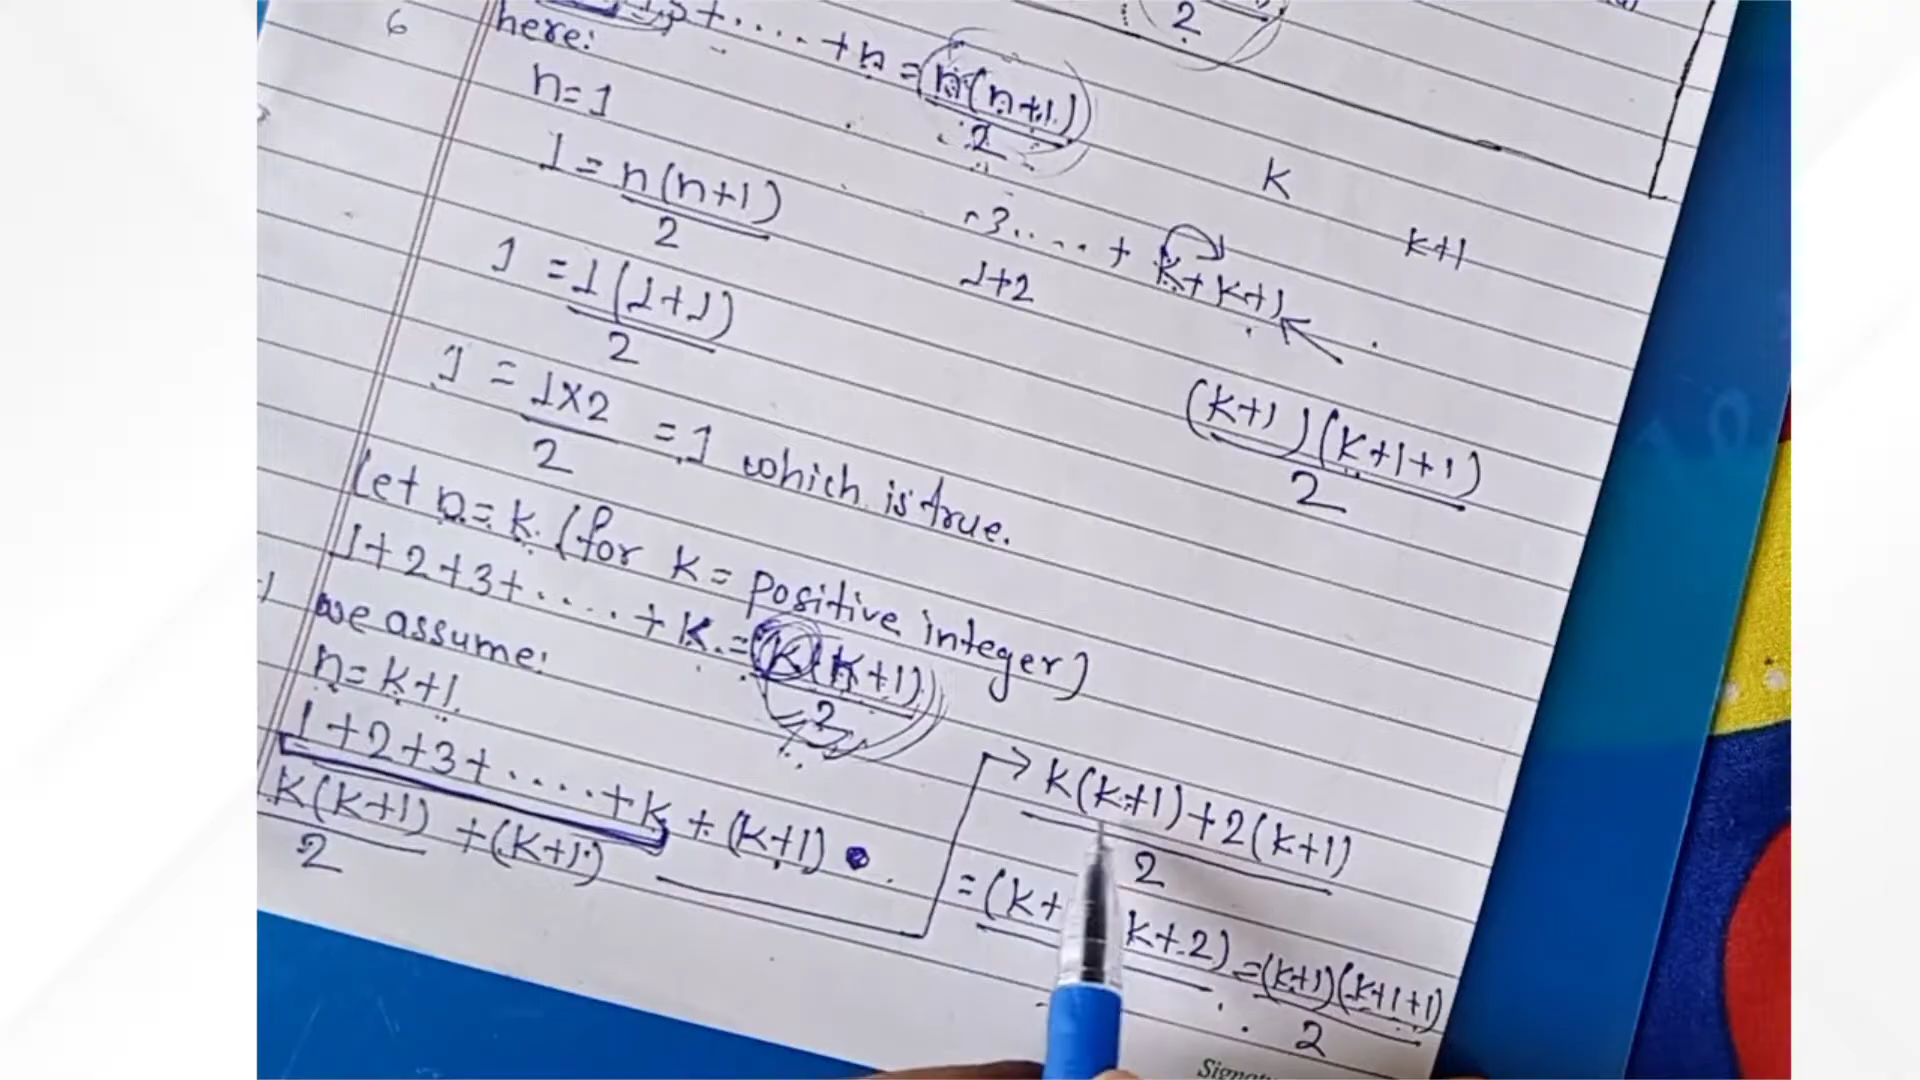 6
here:
+....+n = n(n+1)
2
2
n=1
1 = n(n+1)
2
1 = 1(1+1)
2
1 = 1×2 = 1 which is true.
2
K
K+1
3....+ K+K+1
1+2
(K+1)(K+1+1)
2
Let n=k. (for K = positive integer)
1+2+3+.....+K. = K(K+1)
2
we assume:
n=k+1.
1+2+3+.....+k + (k+1)
K(K+1) +(K+1)
2
→ K(K+1)+2(K+1)
2
=(K+ K+2) = (K+1)(K+1+1)
2